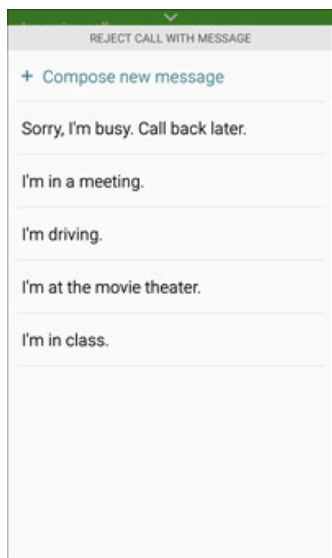 REJECT CALL WITH MESSAGE
+ Compose new message
Sorry, I'm busy. Call back later.
I'm in a meeting.
I'm driving.
I'm at the movie theater.
I'm in class.